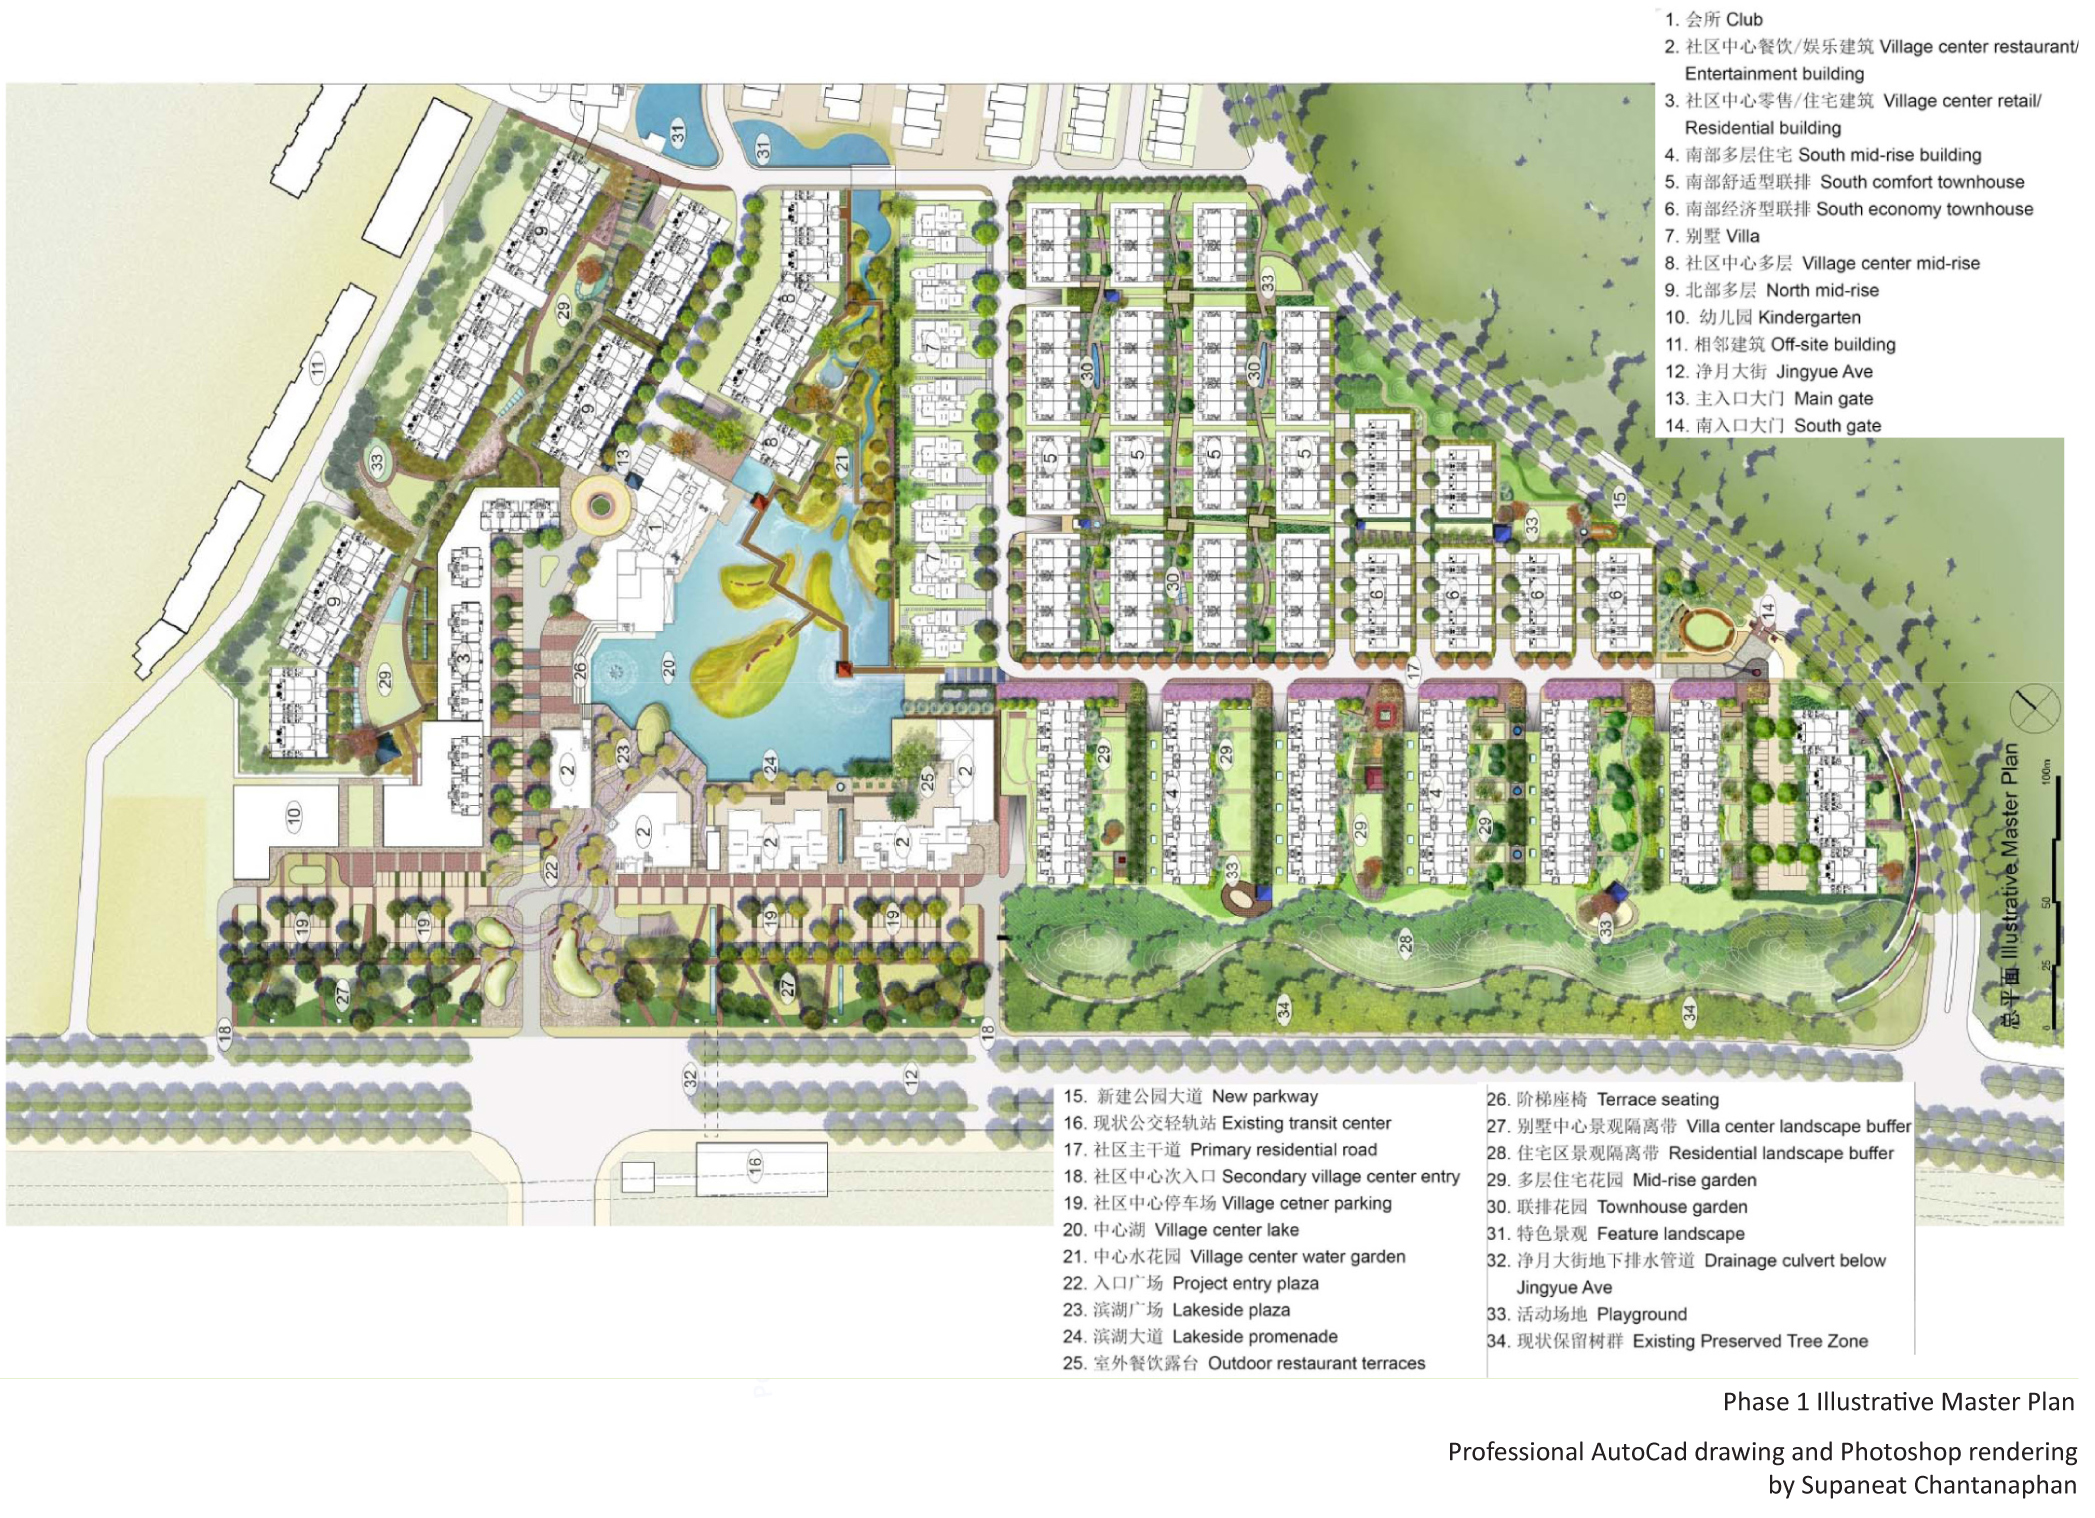 1. 会所 Club
2. 社区中心餐饮/娱乐建筑 Village center restaurant/
Entertainment building
3. 社区中心零售/住宅建筑 Village center retail/
Residential building
4. 南部多层住宅 South mid-rise building
5. 南部舒适型联排 South comfort townhouse
6. 南部经济型联排 South economy townhouse
7. 别墅 Villa
8. 社区中心多层 Village center mid-rise
9. 北部多层 North mid-rise
10. 幼儿园 Kindergarten
11. 相邻建筑 Off-site building
12. 净月大街 Jingyue Ave
13. 主入口大门 Main gate
14. 南入口大门 South gate
31
31
9
8
29
33
7
30
30
11
9
8
5
5
5
5
33
13
21
15
1
33
9
7
30
6
6
6
6
14
3
26
20
17
29
23
2
24
25
2
29
29
4
4
10
2
2
2
29
29
22
33
19
19
19
19
33
28
27
27
34
34
18
18
32
12
16
总平面 Illustrative Master Plan
0 25 50 100m
15. 新建公园大道 New parkway
16. 现状公交轻轨站 Existing transit center
17. 社区主干道 Primary residential road
18. 社区中心次入口 Secondary village center entry
19. 社区中心停车场 Village cetner parking
20. 中心湖 Village center lake
21. 中心水花园 Village center water garden
22. 入口广场 Project entry plaza
23. 滨湖广场 Lakeside plaza
24. 滨湖大道 Lakeside promenade
25. 室外餐饮露台 Outdoor restaurant terraces
26. 阶梯座椅 Terrace seating
27. 别墅中心景观隔离带 Villa center landscape buffer
28. 住宅区景观隔离带 Residential landscape buffer
29. 多层住宅花园 Mid-rise garden
30. 联排花园 Townhouse garden
31. 特色景观 Feature landscape
32. 净月大街地下排水管道 Drainage culvert below
Jingyue Ave
33. 活动场地 Playground
34. 现状保留树群 Existing Preserved Tree Zone
Phase 1 Illustrative Master Plan
Professional AutoCad drawing and Photoshop rendering
by Supaneat Chantanaphan